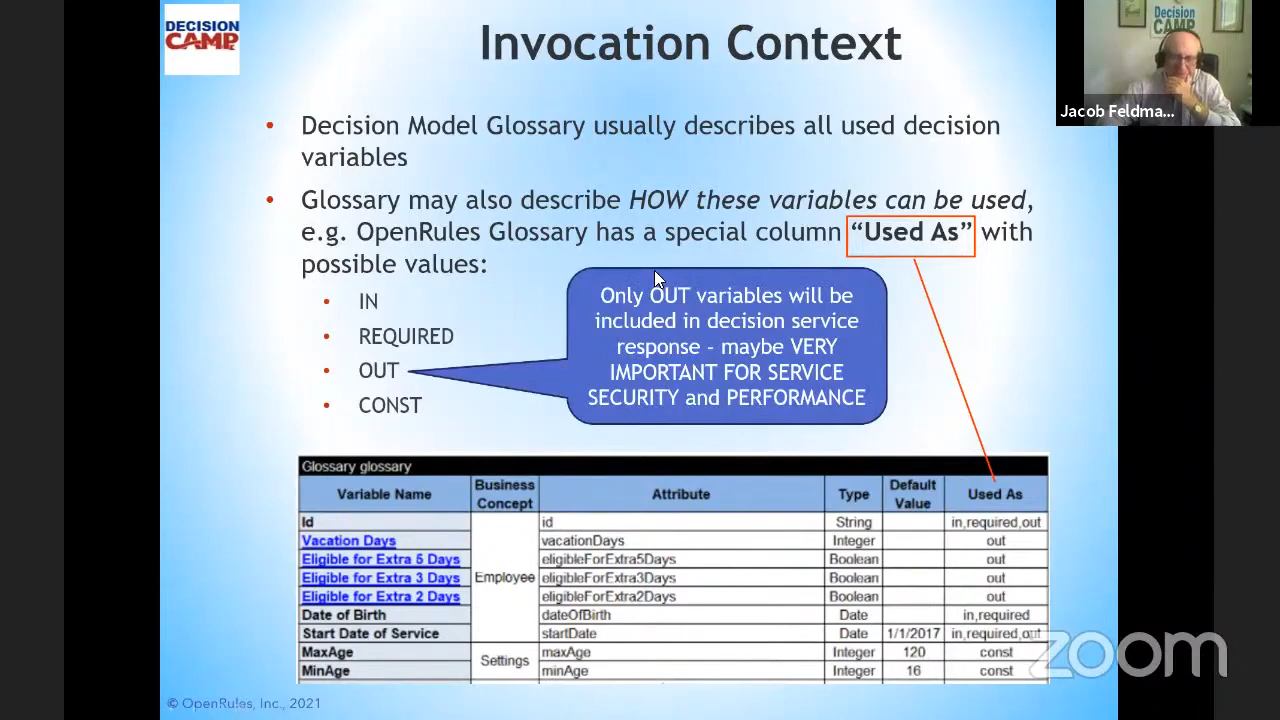 DECISION
CAMP
Invocation Context
Decision
CAMP
Jacob Feldma...
• Decision Model Glossary usually describes all used decision
variables
• Glossary may also describe HOW these variables can be used,
e.g. OpenRules Glossary has a special column “Used As” with
possible values:
• IN
• REQUIRED
• OUT
• CONST
Only OUT variables will be
included in decision service
response - maybe VERY
IMPORTANT FOR SERVICE
SECURITY and PERFORMANCE
Glossary glossary
Variable Name Business Concept Attribute Type Default Value Used As
Id id String in,required,out
Vacation Days vacationDays Integer out
Eligible for Extra 5 Days eligibleForExtra5Days Boolean out
Eligible for Extra 3 Days Employee eligibleForExtra3Days Boolean out
Eligible for Extra 2 Days eligibleForExtra2Days Boolean out
Date of Birth dateOfBirth Date in,required
Start Date of Service startDate Date 1/1/2017 in,required,out
MaxAge Settings maxAge Integer 120 const
MinAge minAge Integer 16 const
zoom
© OpenRules, Inc., 2021